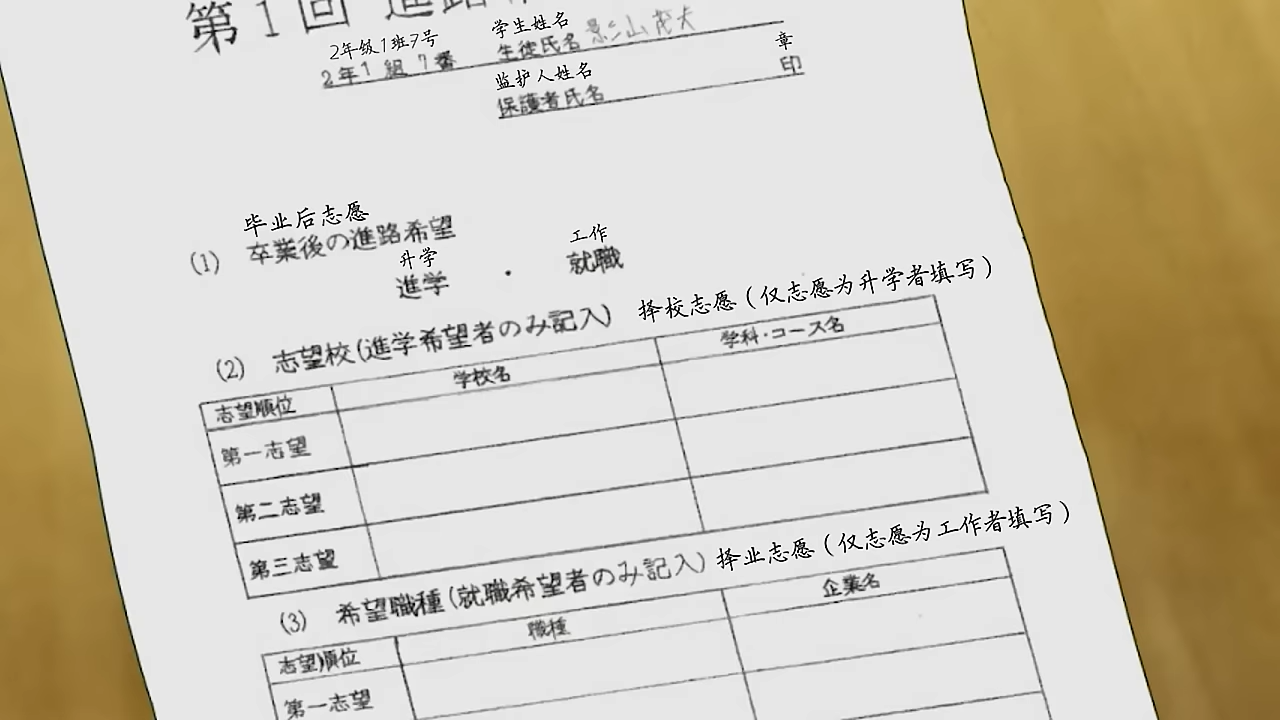 第1回 進路
学生姓名
2年级1班7号
生徒氏名 影山茂夫
2年1組7番
章
监护人姓名
印
保護者氏名
毕业后志愿
(1) 卒業後の進路希望
升学 工作
進学 ・ 就職
择校志愿（仅志愿为升学者填写）
(2) 志望校(進学希望者のみ記入)
志望順位 学校名 学科・コース名
第一志望
第二志望
第三志望
择业志愿（仅志愿为工作者填写）
(3) 希望職種(就職希望者のみ記入)
志望順位 職種 企業名
第一志望